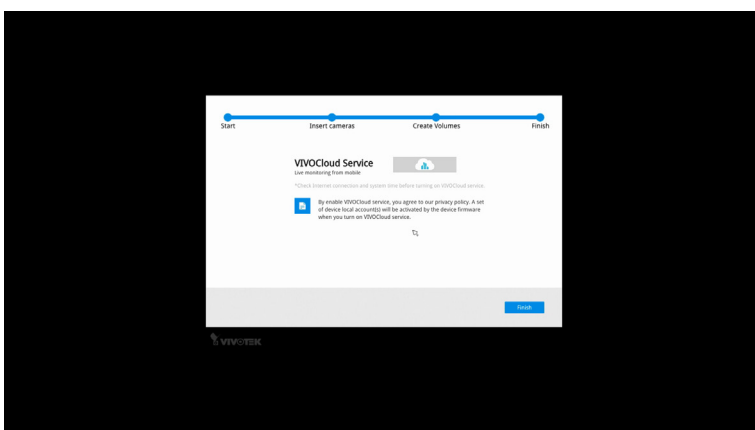 Start Insert cameras Create Volumes Finish
VIVOCloud Service
Live monitoring from mobile
*Check Internet connection and system time before turning on VIVOCloud service.
By enable VIVOCloud service, you agree to our privacy policy. A set
of device local account(s) will be activated by the device firmware
when you turn on VIVOCloud service.
Finish
VIVOTEK